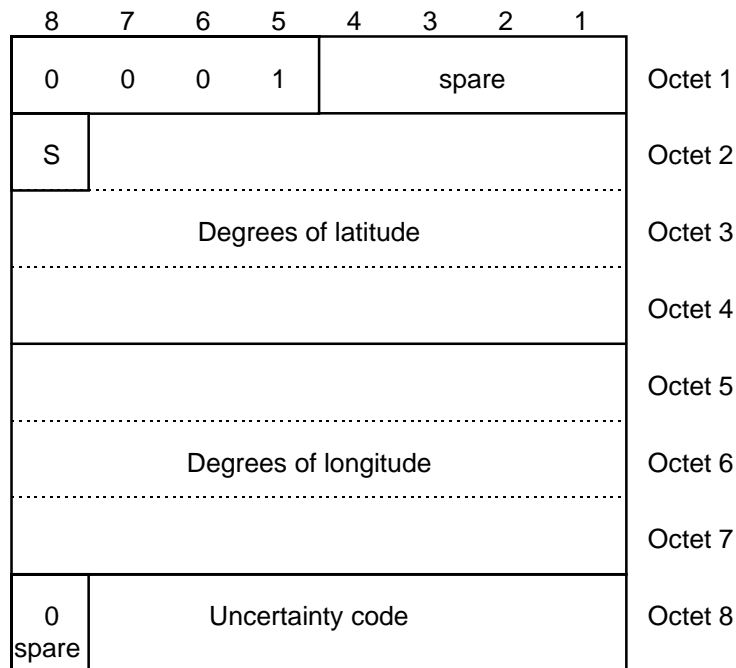 8 7 6 5 4 3 2 1
0 0 0 1 spare Octet 1
S Octet 2
Degrees of latitude Octet 3
Octet 4
Octet 5
Degrees of longitude Octet 6
Octet 7
0 Uncertainty code Octet 8
spare